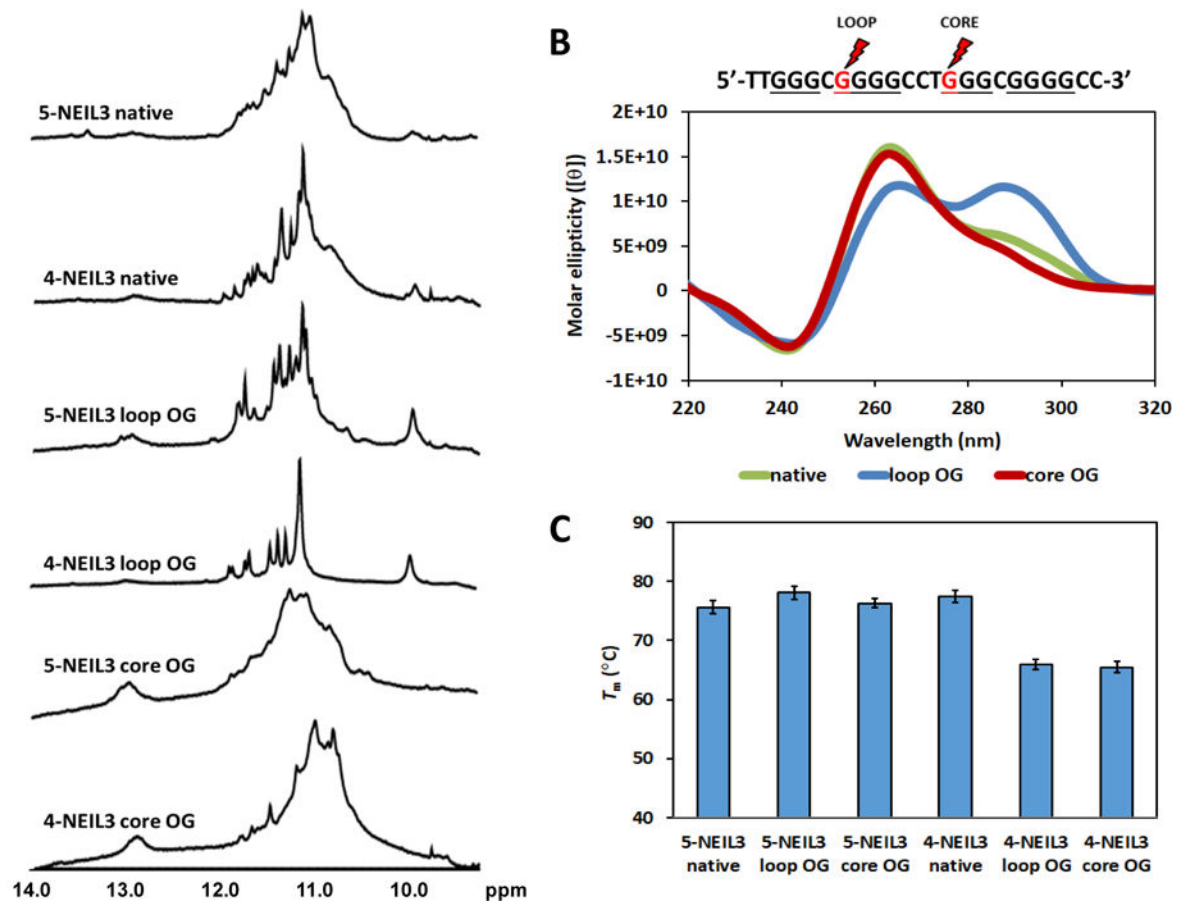 5-NEIL3 native
4-NEIL3 native
5-NEIL3 loop OG
4-NEIL3 loop OG
5-NEIL3 core OG
4-NEIL3 core OG
14.0 13.0 12.0 11.0 10.0 ppm
B
LOOP CORE
5’-TTGGGCGGGGCCTGGGCGGGGCC-3’
2E+10
1.5E+10
1E+10
5E+09
0
-5E+09
-1E+10
Molar ellipticity ([θ])
220 240 260 280 300 320
Wavelength (nm)
native loop OG core OG
C
90
80
70
60
50
40
Tm (°C)
5-NEIL3 5-NEIL3 5-NEIL3 4-NEIL3 4-NEIL3 4-NEIL3
native loop OG core OG native loop OG core OG